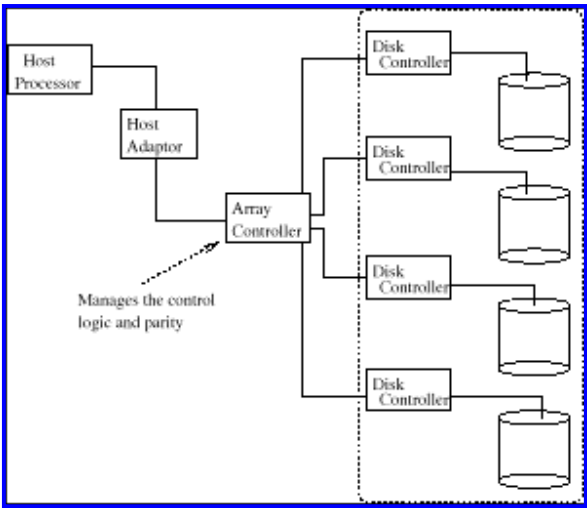 Host
Processor
Host
Adaptor
Array
Controller
Manages the control
logic and parity
Disk
Controller
Disk
Controller
Disk
Controller
Disk
Controller